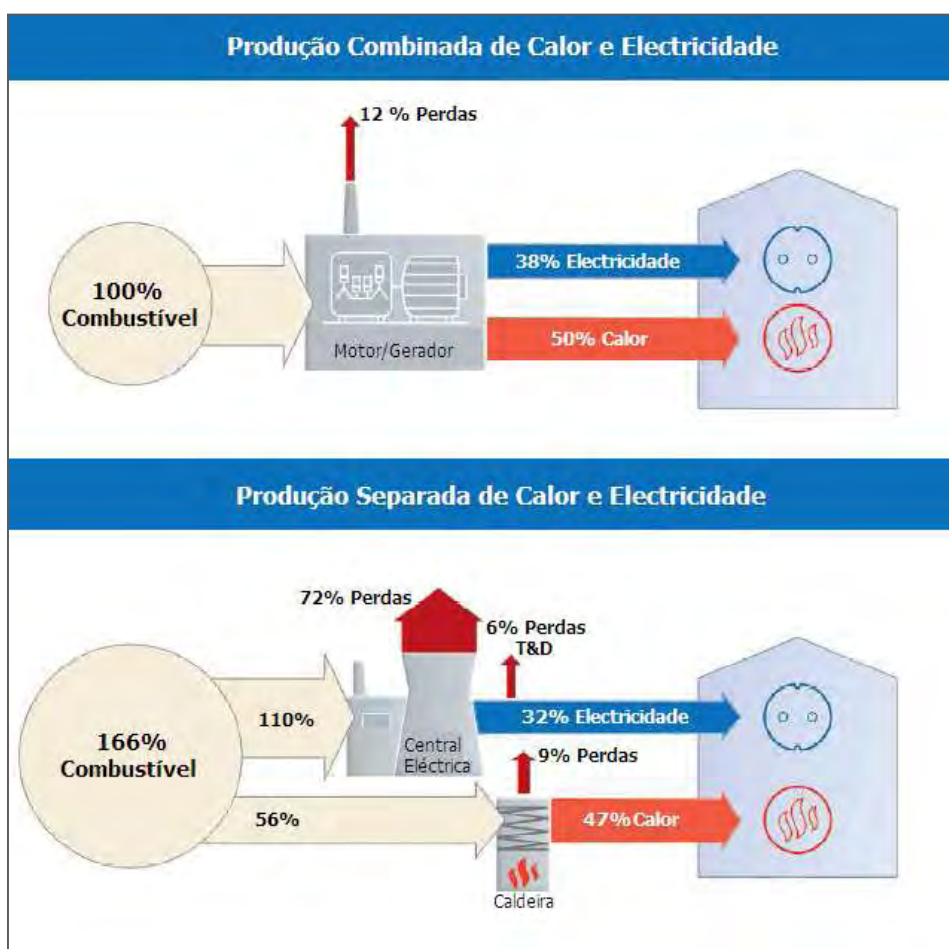 Produção Combinada de Calor e Electricidade
12 % Perdas
100%
Combustível
38% Electricidade
50% Calor
Motor/Gerador
Produção Separada de Calor e Electricidade
72% Perdas
6% Perdas
T&D
166%
Combustível
110%
32% Electricidade
Central
Eléctrica
9% Perdas
56%
47% Calor
Caldeira